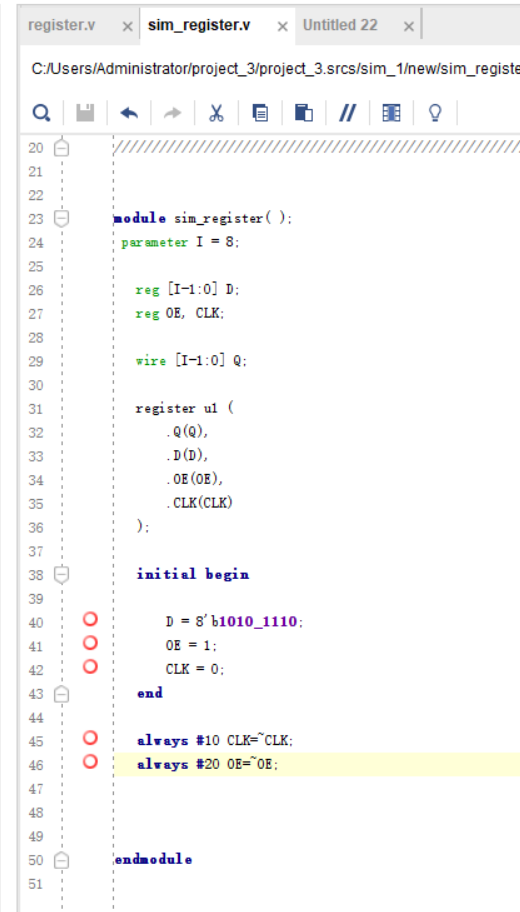 register.v × sim_register.v × Untitled 22 ×
C:/Users/Administrator/project_3/project_3.srcs/sim_1/new/sim_registe
20 //////////////////////////////////////////////////
21
22
23 module sim_register( );
24 parameter I = 8;
25
26 reg [I-1:0] D;
27 reg OE, CLK;
28
29 wire [I-1:0] Q;
30
31 register u1 (
32 .Q(Q),
33 .D(D),
34 .OE(OE),
35 .CLK(CLK)
36 );
37
38 initial begin
39
40 D = 8'b1010_1110;
41 OE = 1;
42 CLK = 0;
43 end
44
45 always #10 CLK=~CLK;
46 always #20 OE=~OE;
47
48
49
50 endmodule
51